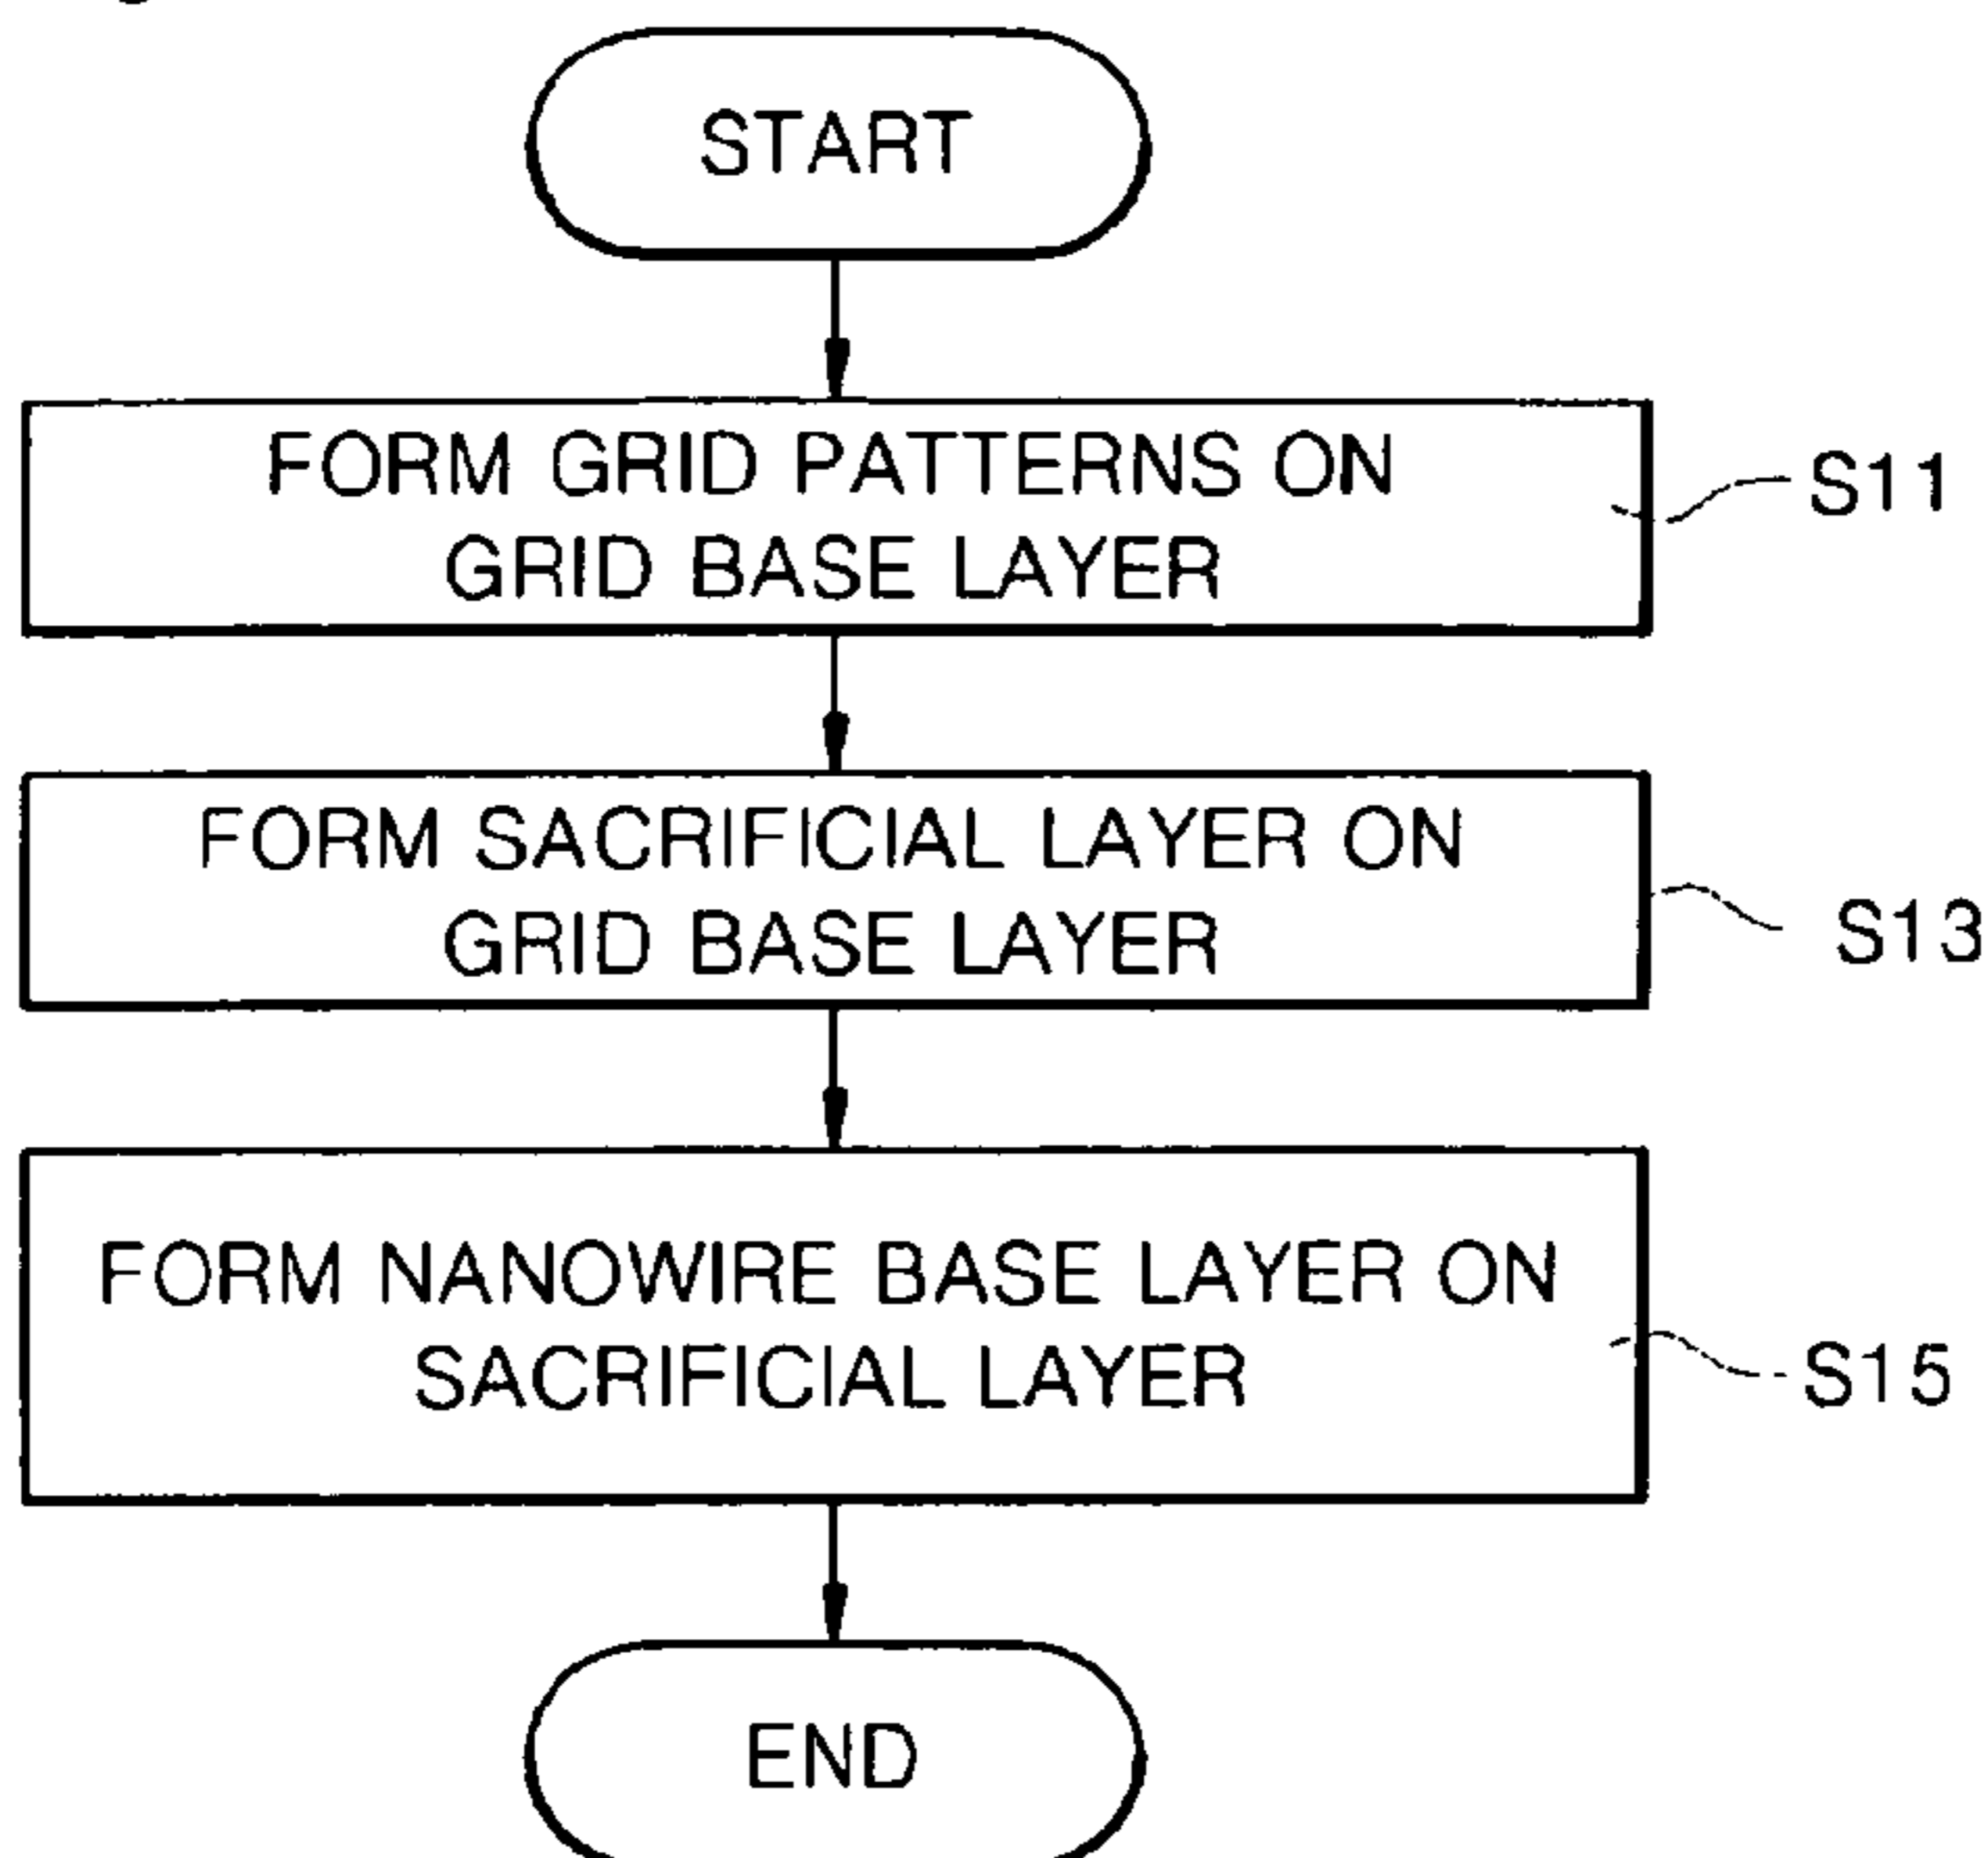 START
FORM GRID PATTERNS ON
GRID BASE LAYER
S11
FORM SACRIFICIAL LAYER ON
GRID BASE LAYER
S13
FORM NANOWIRE BASE LAYER ON
SACRIFICIAL LAYER
S15
END